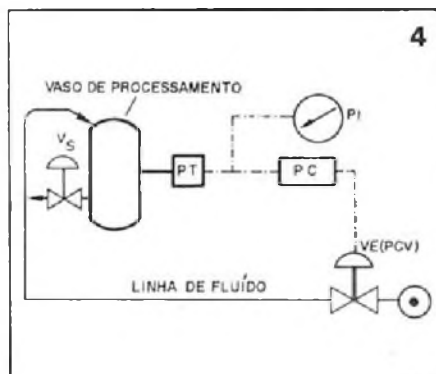 4
VASO DE PROCESSAMENTO
PI
VS
PT
PC
VE(PCV)
LINHA DE FLUÍDO